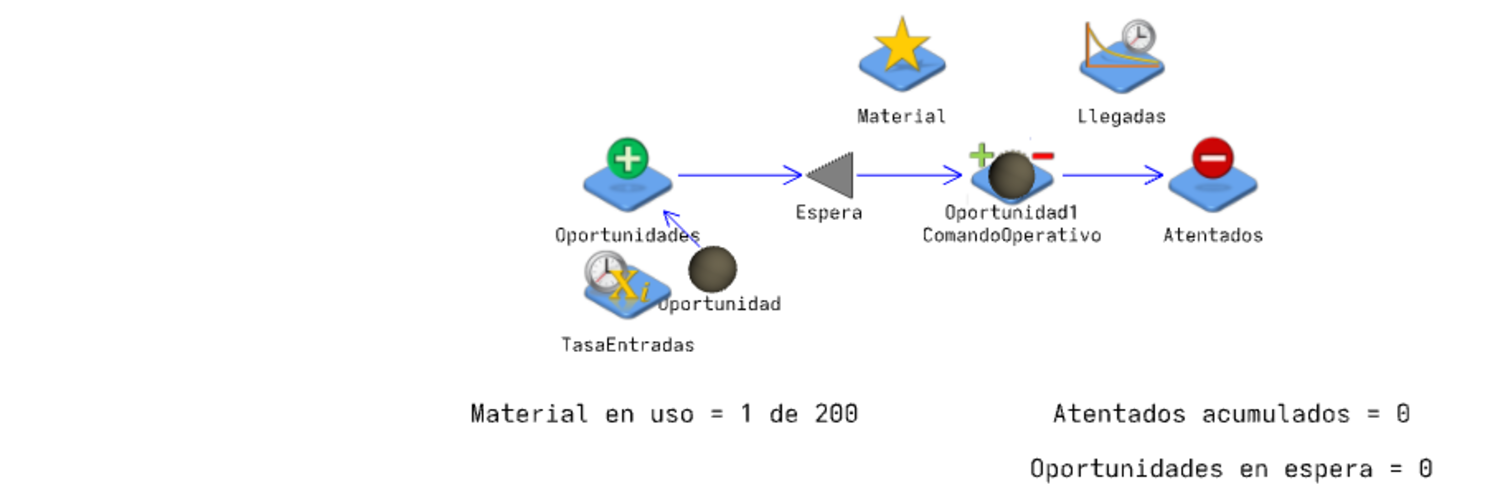 Material
Llegadas
Espera
Oportunidad1
Oportunidades
ComandoOperativo
Atentados
Oportunidad
TasaEntradas
Material en uso = 1 de 200
Atentados acumulados = 0
Oportunidades en espera = 0